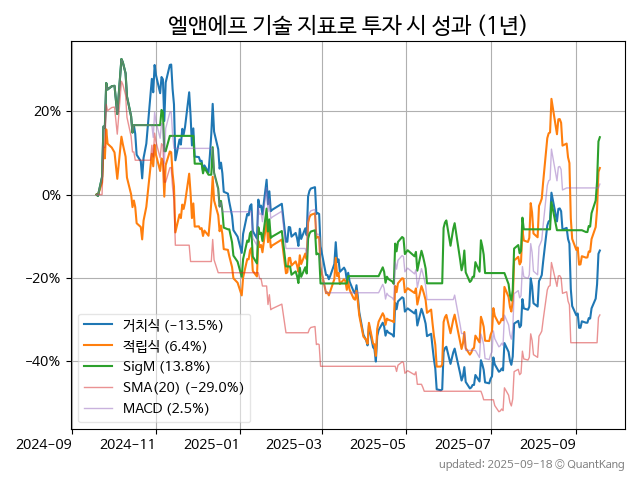 엘앤에프 기술 지표로 투자 시 성과 (1년)
20%
0%
−20%
−40%
거치식 (−13.5%)
적립식 (6.4%)
SigM (13.8%)
SMA(20) (−29.0%)
MACD (2.5%)
2024-09 2024-11 2025-01 2025-03 2025-05 2025-07 2025-09
updated: 2025-09-18 © QuantKang